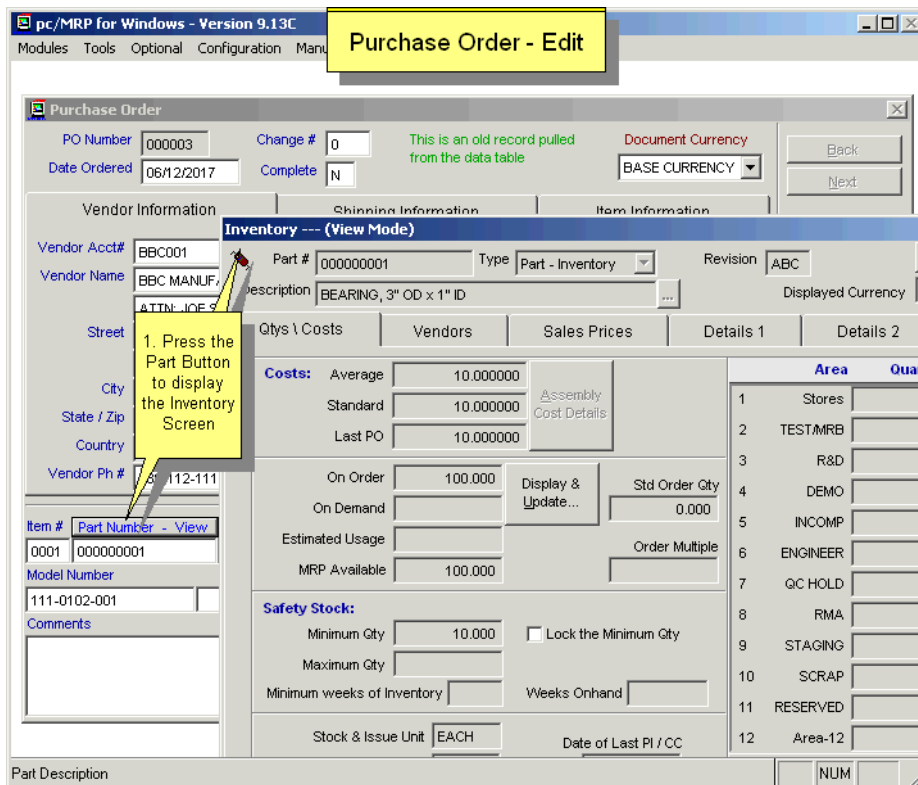 pc/MRP for Windows - Version 9.13C
Modules Tools Optional Configuration Manu
Purchase Order - Edit
Purchase Order
PO Number 000003 Change # 0 This is an old record pulled from the data table Document Currency
Date Ordered 06/12/2017 Complete N BASE CURRENCY
Back
Next
Vendor Information Shipping Information Item Information
Vendor Acct# BBC001
Vendor Name BBC MANUF
ATTN: JOE S
Street
City
State / Zip
Country
Vendor Ph # 112-111
1. Press the
Part Button
to display
the Inventory
Screen
Item # Part Number - View
0001 000000001
Model Number
111-0102-001
Comments
Inventory --- (View Mode)
Part # 000000001 Type Part - Inventory Revision ABC
Description BEARING, 3" OD x 1" ID ... Displayed Currency
Qtys \ Costs Vendors Sales Prices Details 1 Details 2
Costs: Average 10.000000
Standard 10.000000
Last PO 10.000000
Assembly
Cost Details
On Order 100.000
On Demand
Estimated Usage
MRP Available 100.000
Display &
Update...
Std Order Qty
0.000
Order Multiple
Safety Stock:
Minimum Qty 10.000 Lock the Minimum Qty
Maximum Qty
Minimum weeks of Inventory Weeks Onhand
Stock & Issue Unit EACH Date of Last PI / CC
Area Qua
1 Stores
2 TEST/MRB
3 R&D
4 DEMO
5 INCOMP
6 ENGINEER
7 QC HOLD
8 RMA
9 STAGING
10 SCRAP
11 RESERVED
12 Area-12
Part Description NUM